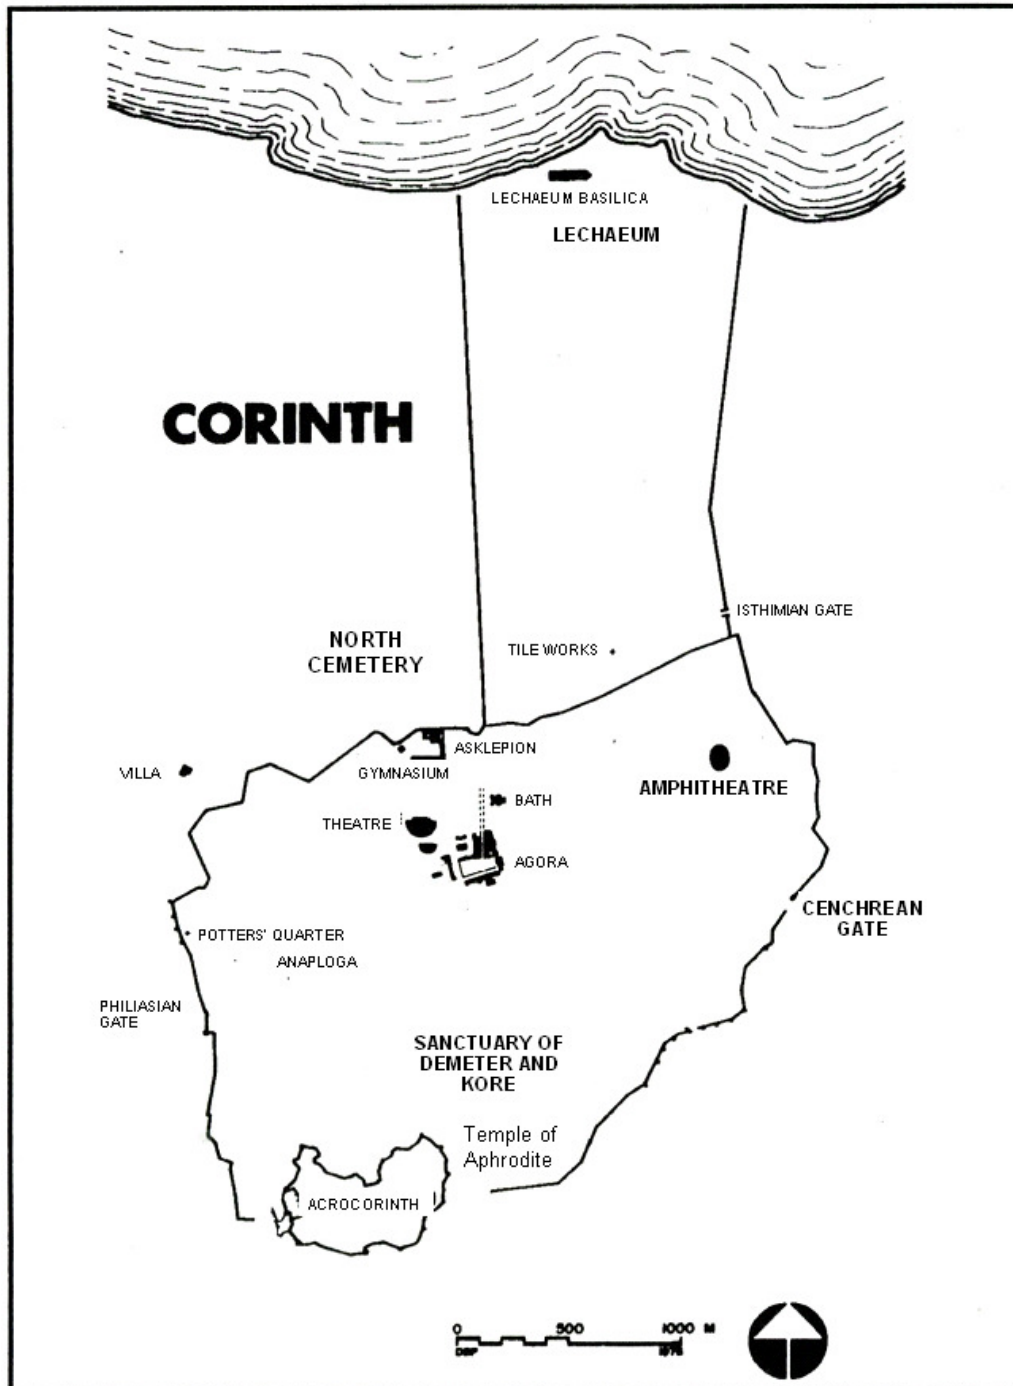 LECHAEUM BASILICA
LECHAEUM
CORINTH
ISTHIMIAN GATE
NORTH
CEMETERY
TILE WORKS
ASKLEPION
VILLA
GYMNASIUM
AMPHITHEATRE
BATH
THEATRE
AGORA
CENCHREAN
GATE
POTTERS' QUARTER
ANAPLOGA
PHILIASIAN
GATE
SANCTUARY OF
DEMETER AND
KORE
Temple of
Aphrodite
ACROCORINTH
0 500 1000 M